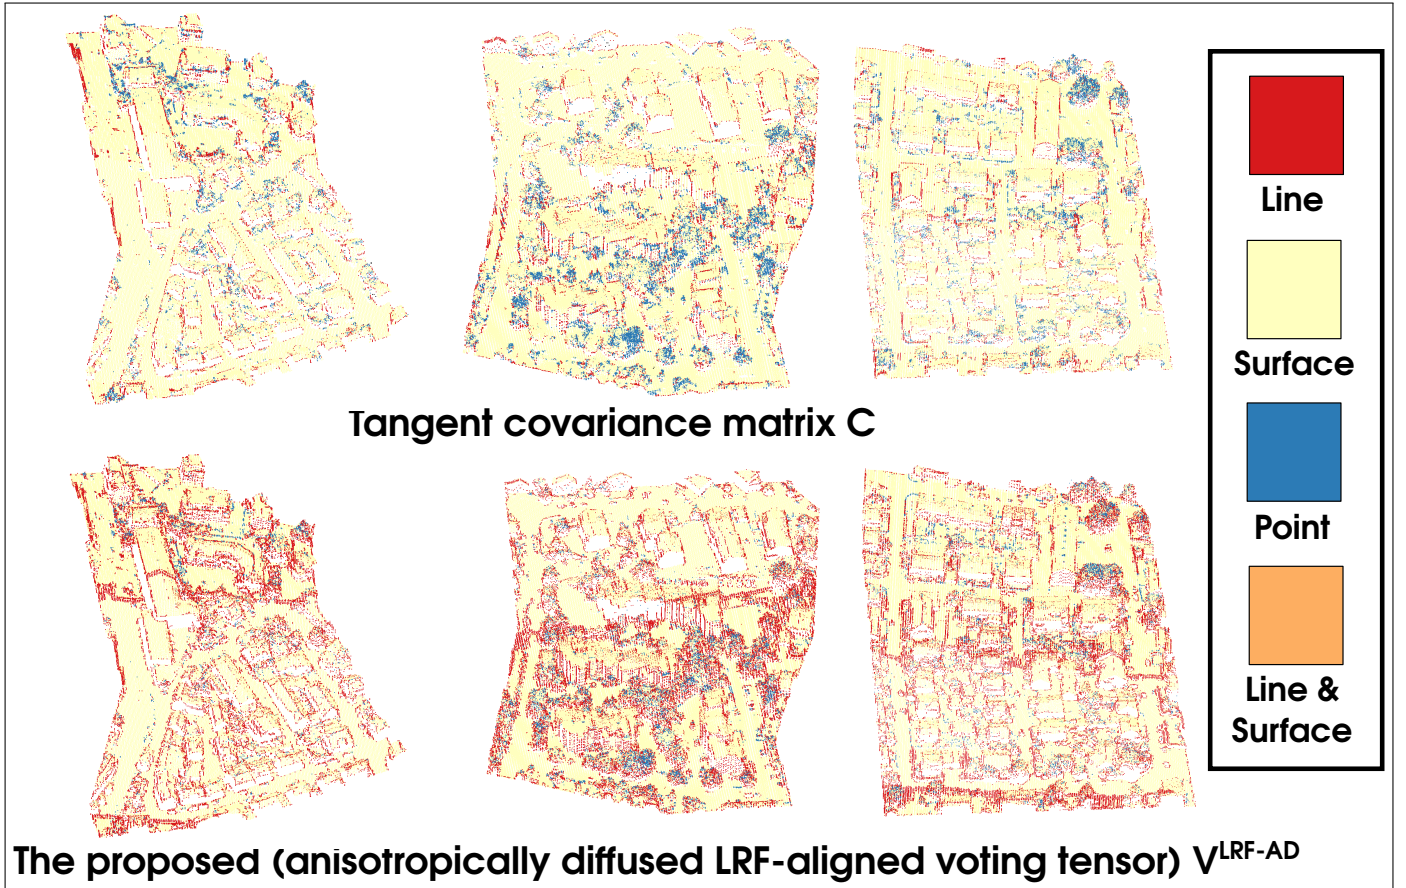 Line
Surface
Point
Line &
Surface
Tangent covariance matrix C
The proposed (anisotropically diffused LRF-aligned voting tensor) V^LRF-AD